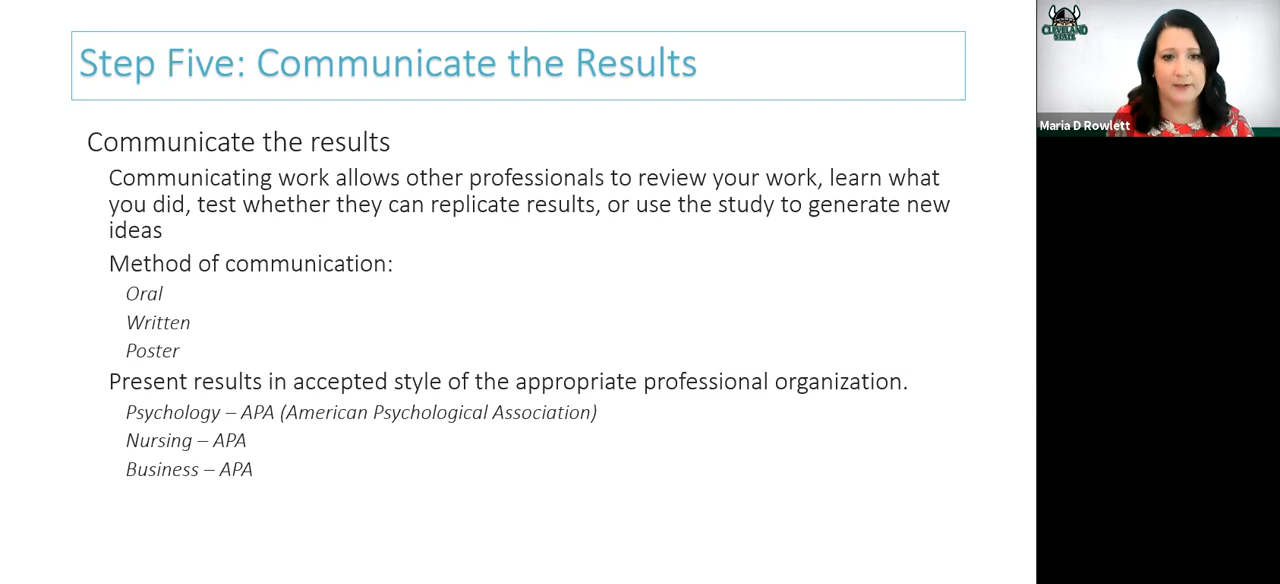 Step Five: Communicate the Results
Communicate the results
Communicating work allows other professionals to review your work, learn what
you did, test whether they can replicate results, or use the study to generate new
ideas
Method of communication:
Oral
Written
Poster
Present results in accepted style of the appropriate professional organization.
Psychology – APA (American Psychological Association)
Nursing – APA
Business – APA
CLEVELAND
STATE
Maria D Rowlett